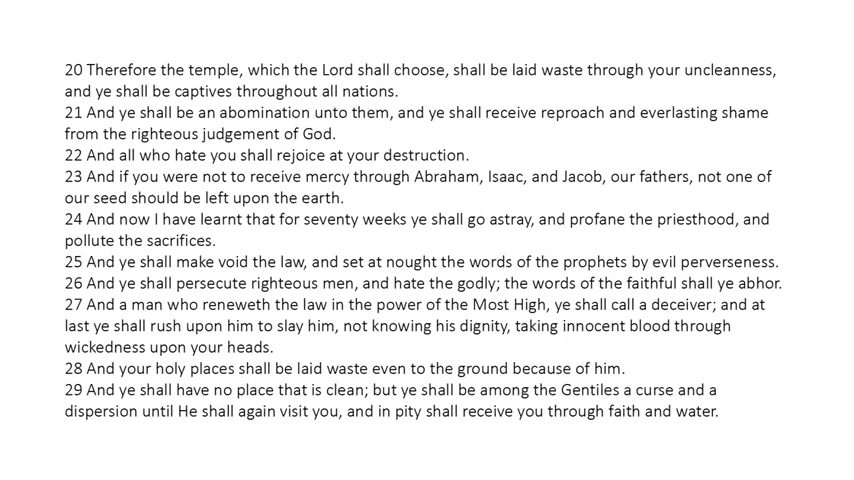 20 Therefore the temple, which the Lord shall choose, shall be laid waste through your uncleanness,
and ye shall be captives throughout all nations.
21 And ye shall be an abomination unto them, and ye shall receive reproach and everlasting shame
from the righteous judgement of God.
22 And all who hate you shall rejoice at your destruction.
23 And if you were not to receive mercy through Abraham, Isaac, and Jacob, our fathers, not one of
our seed should be left upon the earth.
24 And now I have learnt that for seventy weeks ye shall go astray, and profane the priesthood, and
pollute the sacrifices.
25 And ye shall make void the law, and set at nought the words of the prophets by evil perverseness.
26 And ye shall persecute righteous men, and hate the godly; the words of the faithful shall ye abhor.
27 And a man who reneweth the law in the power of the Most High, ye shall call a deceiver; and at
last ye shall rush upon him to slay him, not knowing his dignity, taking innocent blood through
wickedness upon your heads.
28 And your holy places shall be laid waste even to the ground because of him.
29 And ye shall have no place that is clean; but ye shall be among the Gentiles a curse and a
dispersion until He shall again visit you, and in pity shall receive you through faith and water.